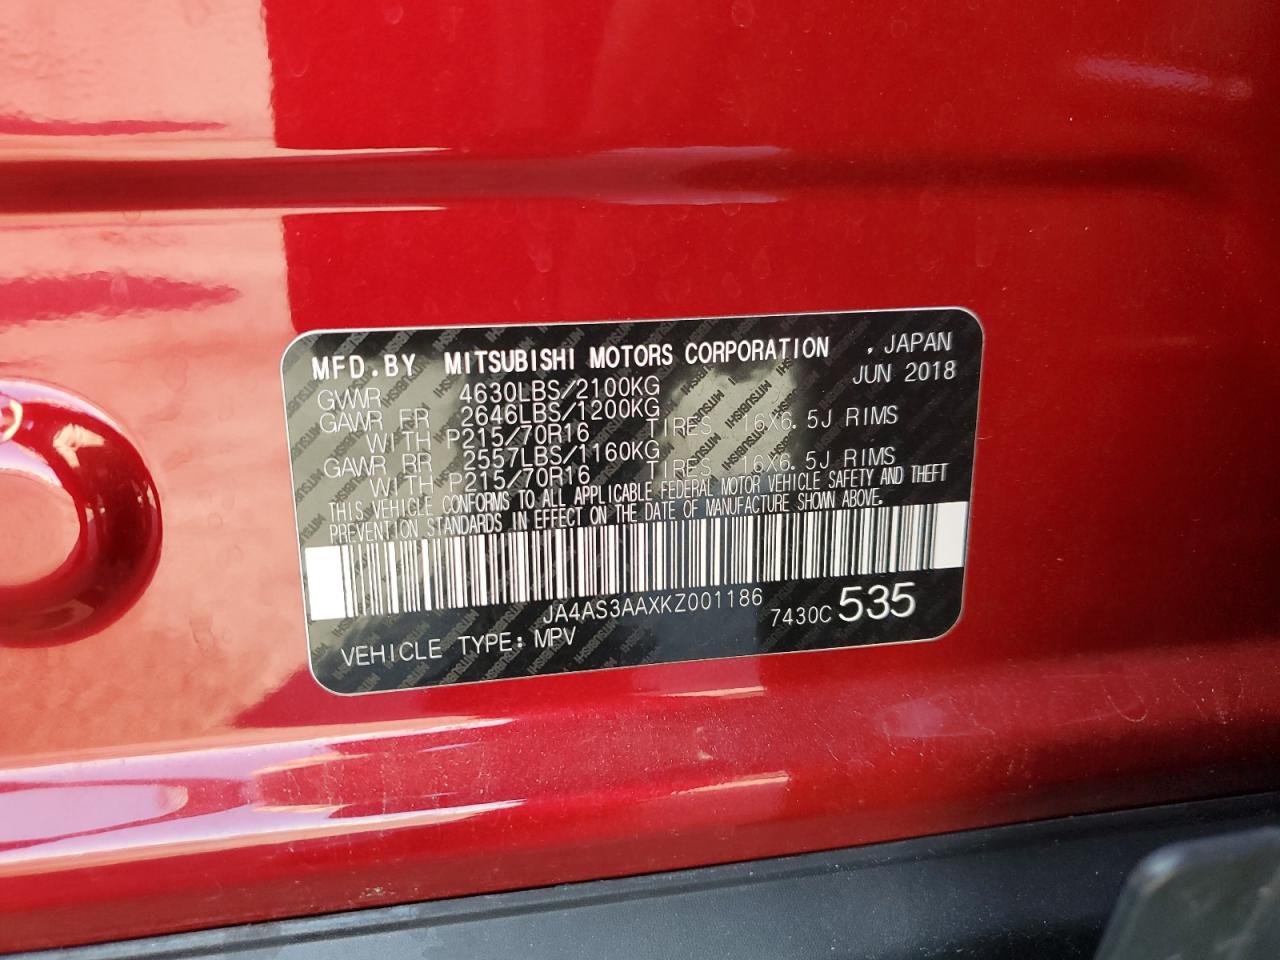 MFD.BY MITSUBISHI MOTORS CORPORATION , JAPAN
JUN 2018
GVWR 4630LBS/2100KG
GAWR FR 2646LBS/1200KG
WITH P215/70R16 TIRES 16X6.5J RIMS
GAWR RR 2557LBS/1160KG
WITH P215/70R16 TIRES 16X6.5J RIMS
THIS VEHICLE CONFORMS TO ALL APPLICABLE FEDERAL MOTOR VEHICLE SAFETY AND THEFT
PREVENTION STANDARDS IN EFFECT ON THE DATE OF MANUFACTURE SHOWN ABOVE.
JA4AS3AAXKZ001186 7430C 535
VEHICLE TYPE: MPV